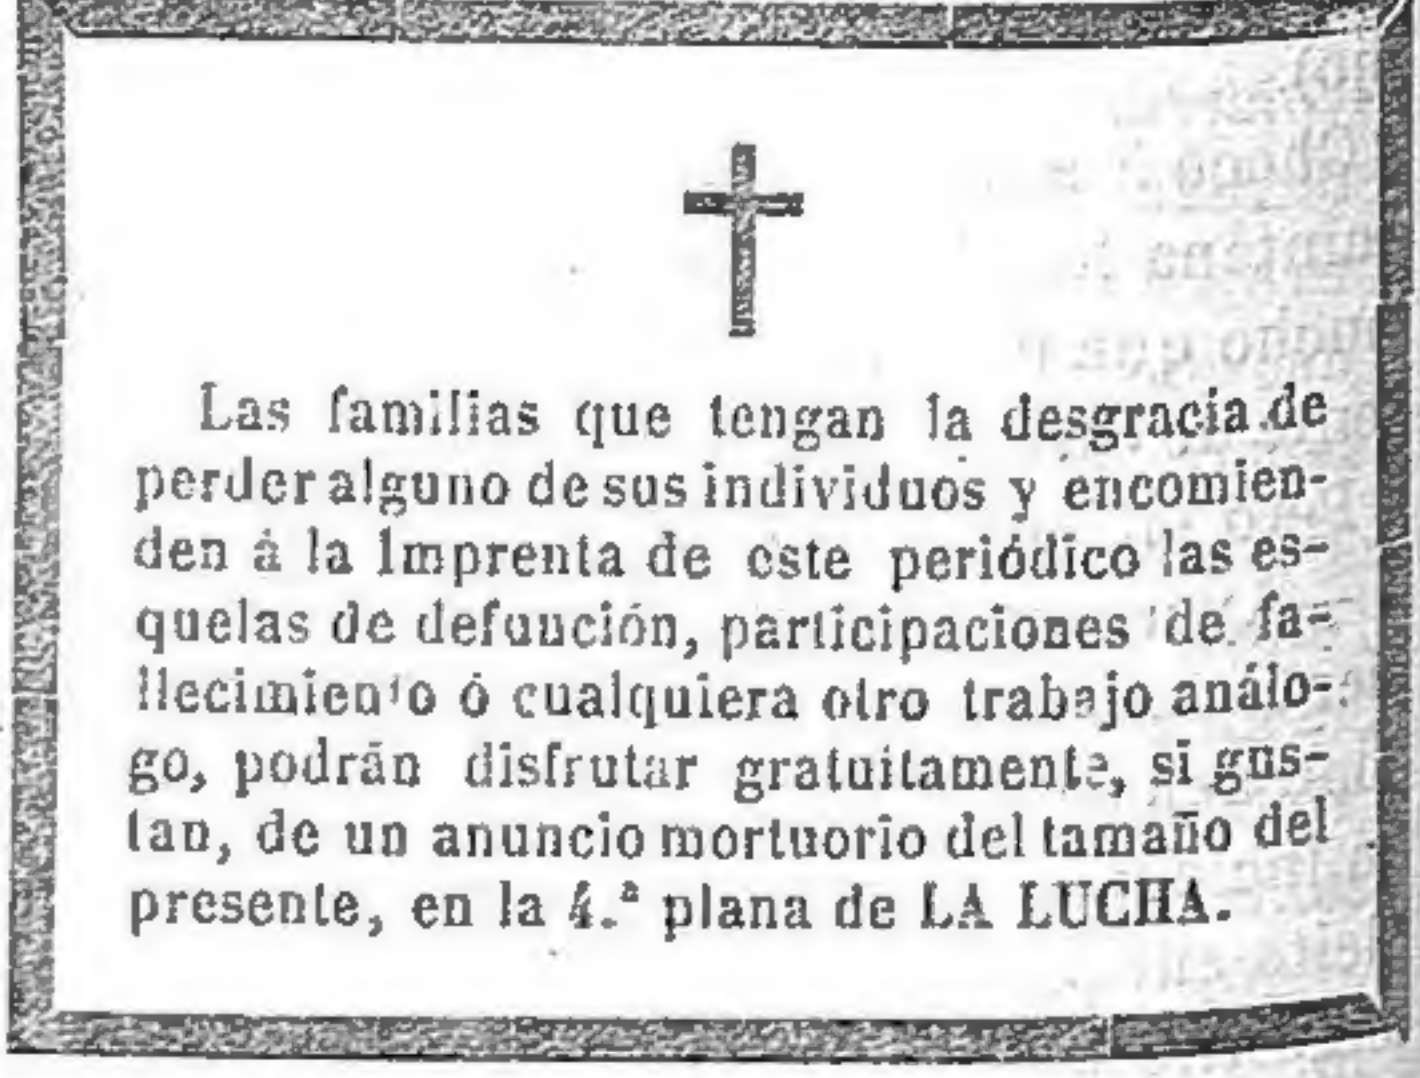 Las familias que tengan la desgracia de
perder alguno de sus individuos y encomien-
den á la Imprenta de este periódico las es-
quelas de defunción, participaciones de fa-
llecimiento ó cualquiera otro trabajo análo-
go, podrán disfrutar gratuitamente, si gus-
tan, de un anuncio mortuorio del tamaño del
presente, en la 4.ª plana de LA LUCHA.